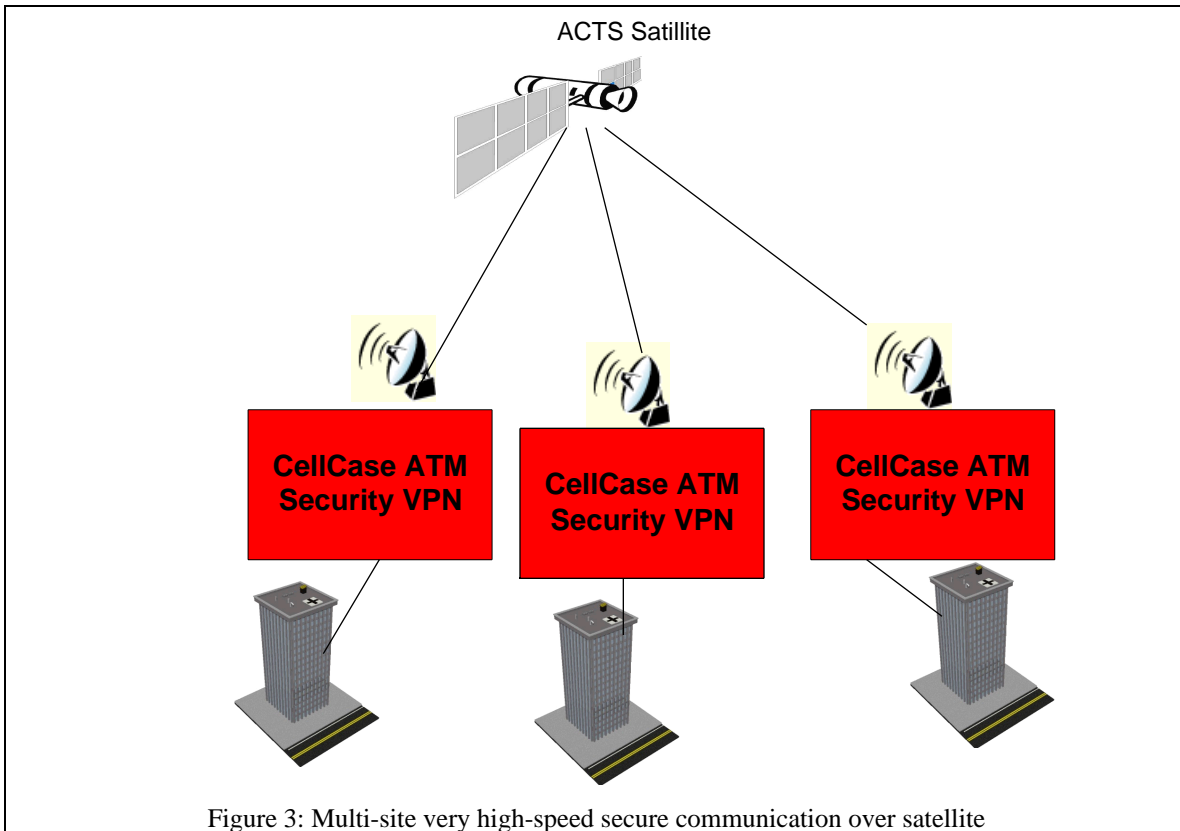 ACTS Satillite
CellCase ATM
Security VPN
CellCase ATM
Security VPN
CellCase ATM
Security VPN
Figure 3: Multi-site very high-speed secure communication over satellite